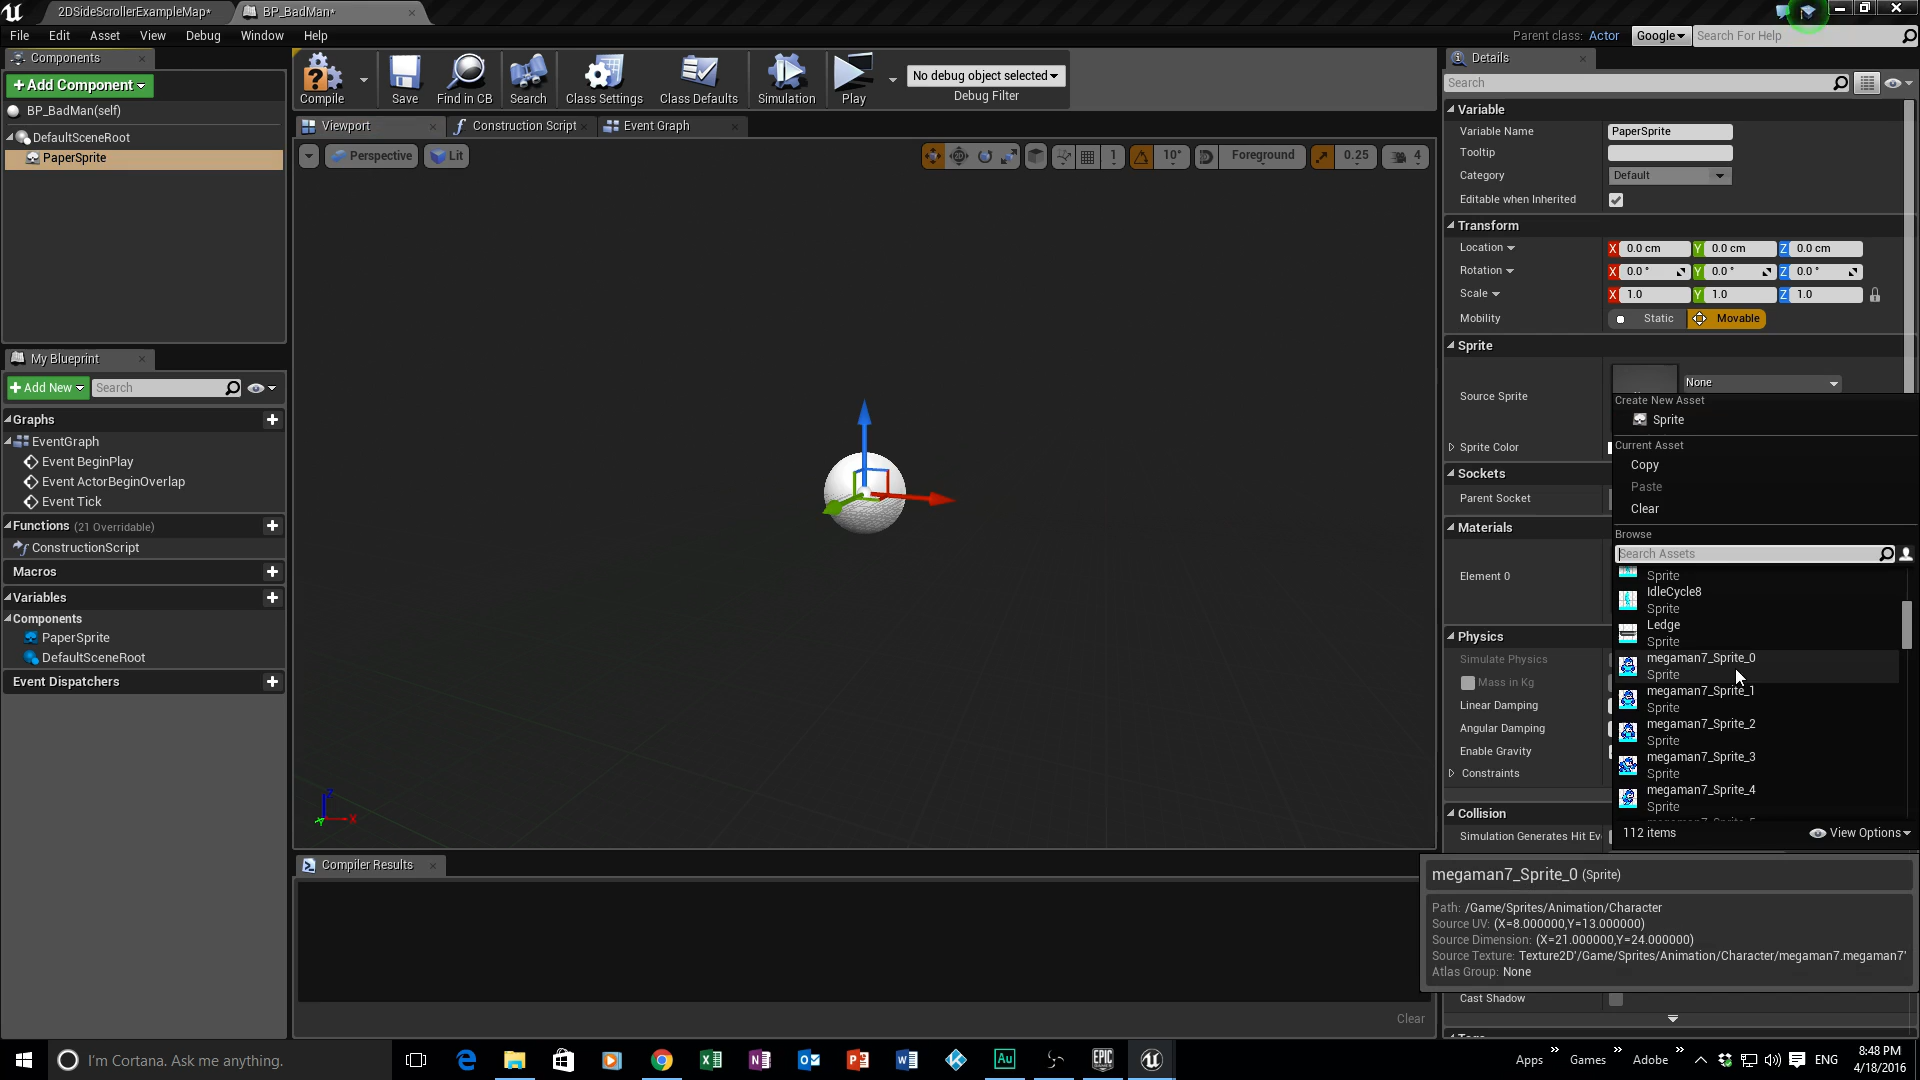 2DSideScrollerExampleMap*
BP_BadMan*
File Edit Asset View Debug Window Help
Parent class: Actor
Google
Search For Help
Components
Add Component
BP_BadMan(self)
DefaultSceneRoot
PaperSprite
Compile
Save
Find in CB
Search
Class Settings
Class Defaults
Simulation
Play
No debug object selected
Debug Filter
Viewport
Construction Script
Event Graph
Perspective
Lit
1
10°
Foreground
0.25
4
Z
X
Y
My Blueprint
Add New
Search
Graphs
EventGraph
Event BeginPlay
Event ActorBeginOverlap
Event Tick
Functions (21 Overridable)
ConstructionScript
Macros
Variables
Components
PaperSprite
DefaultSceneRoot
Event Dispatchers
Compiler Results
Clear
Details
Search
Variable
Variable Name PaperSprite
Tooltip
Category Default
Editable when Inherited
Transform
Location X 0.0 cm Y 0.0 cm Z 0.0 cm
Rotation X 0.0 ° Y 0.0 ° Z 0.0 °
Scale X 1.0 Y 1.0 Z 1.0
Mobility Static Movable
Sprite
Source Sprite
None
Sprite Color
Sockets
Parent Socket
Materials
Element 0
Physics
Simulate Physics
Mass in Kg
Linear Damping
Angular Damping
Enable Gravity
Constraints
Collision
Simulation Generates Hit Ev
Create New Asset
Sprite
Current Asset
Copy
Paste
Clear
Browse
Search Assets
Sprite
IdleCycle8
Sprite
Ledge
Sprite
megaman7_Sprite_0
Sprite
megaman7_Sprite_1
Sprite
megaman7_Sprite_2
Sprite
megaman7_Sprite_3
Sprite
megaman7_Sprite_4
Sprite
112 items
View Options
megaman7_Sprite_0 (Sprite)
Path: /Game/Sprites/Animation/Character
Source UV: (X=8.000000,Y=13.000000)
Source Dimension: (X=21.000000,Y=24.000000)
Source Texture: Texture2D'/Game/Sprites/Animation/Character/megaman7.megaman7'
Atlas Group: None
Cast Shadow
I'm Cortana. Ask me anything.
Au
EPIC
GAMES
Apps
Games
Adobe
ENG
8:48 PM
4/18/2016